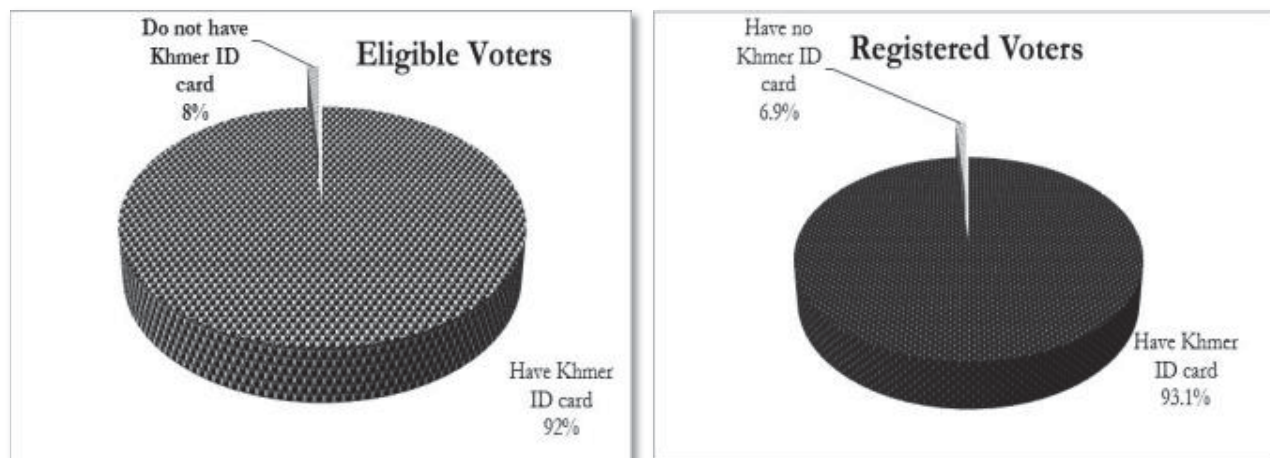 Do not have
Khmer ID
card
8%
Eligible Voters
Have Khmer
ID card
92%
Have no
Khmer ID
card
6.9%
Registered Voters
Have Khmer
ID card
93.1%